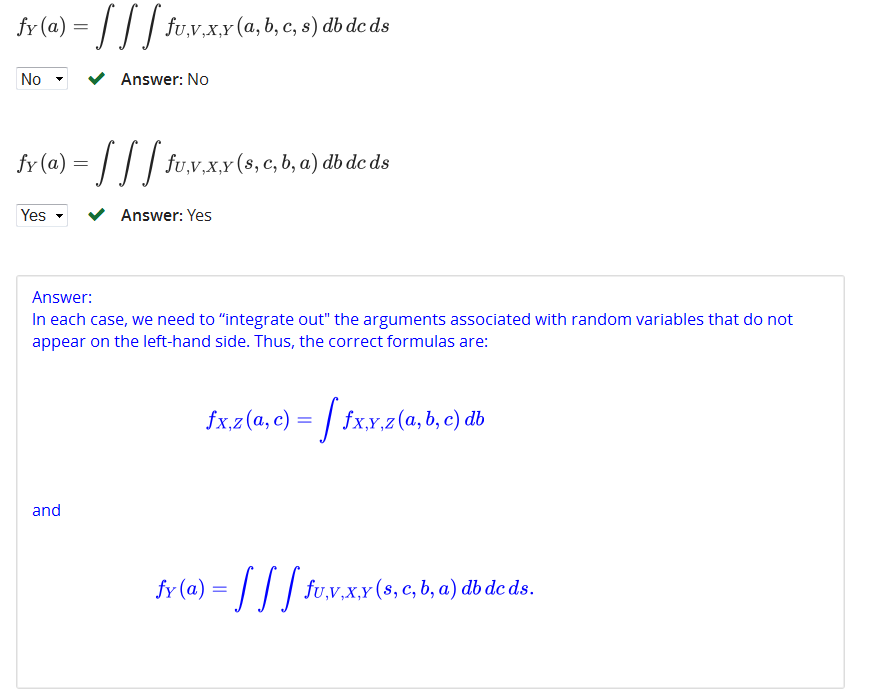 f_Y(a) = ∫∫∫ f_{U,V,X,Y}(a, b, c, s) db dc ds
No ✔ Answer: No
f_Y(a) = ∫∫∫ f_{U,V,X,Y}(s, c, b, a) db dc ds
Yes ✔ Answer: Yes
Answer:
In each case, we need to “integrate out" the arguments associated with random variables that do not
appear on the left-hand side. Thus, the correct formulas are:
f_{X,Z}(a, c) = ∫ f_{X,Y,Z}(a, b, c) db
and
f_Y(a) = ∫∫∫ f_{U,V,X,Y}(s, c, b, a) db dc ds.